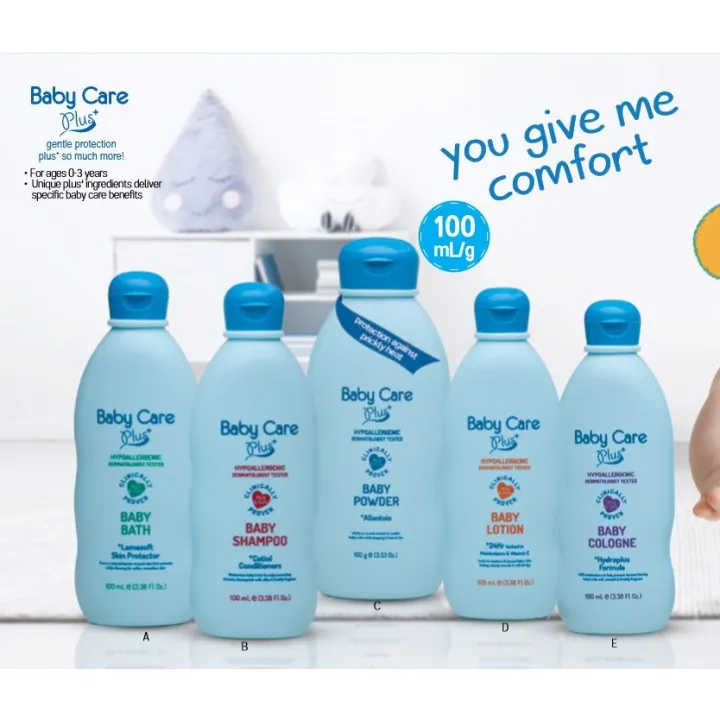 Baby Care
Plus+
gentle protection
plus+ so much more!
• For ages 0-3 years
• Unique plus+ ingredients deliver
specific baby care benefits
you give me
comfort
100
mL/g
Baby Care
Plus+
HYPOALLERGENIC
DERMATOLOGIST TESTED
CLINICALLY
PROVEN
BABY
BATH
+Lamesoft
Skin Protector
100 mL e (3.38 Fl. Oz.)
A
Baby Care
Plus+
HYPOALLERGENIC
DERMATOLOGIST TESTED
CLINICALLY
PROVEN
BABY
SHAMPOO
Conditioners
100 mL e (3.38 Fl. Oz.)
B
protection against
prickly heat
Baby Care
Plus+
HYPOALLERGENIC
DERMATOLOGIST TESTED
CLINICALLY
PROVEN
BABY
POWDER
+Allantoin
100 g (3.53 Oz.)
C
Baby Care
Plus+
HYPOALLERGENIC
DERMATOLOGIST TESTED
CLINICALLY
PROVEN
BABY
LOTION
Moisturizers & Vitamin E
100 mL e (3.38 Fl. Oz.)
D
Baby Care
Plus+
HYPOALLERGENIC
DERMATOLOGIST TESTED
CLINICALLY
PROVEN
BABY
COLOGNE
+Hydraplus
Formula
100 mL e (3.38 Fl. Oz.)
E